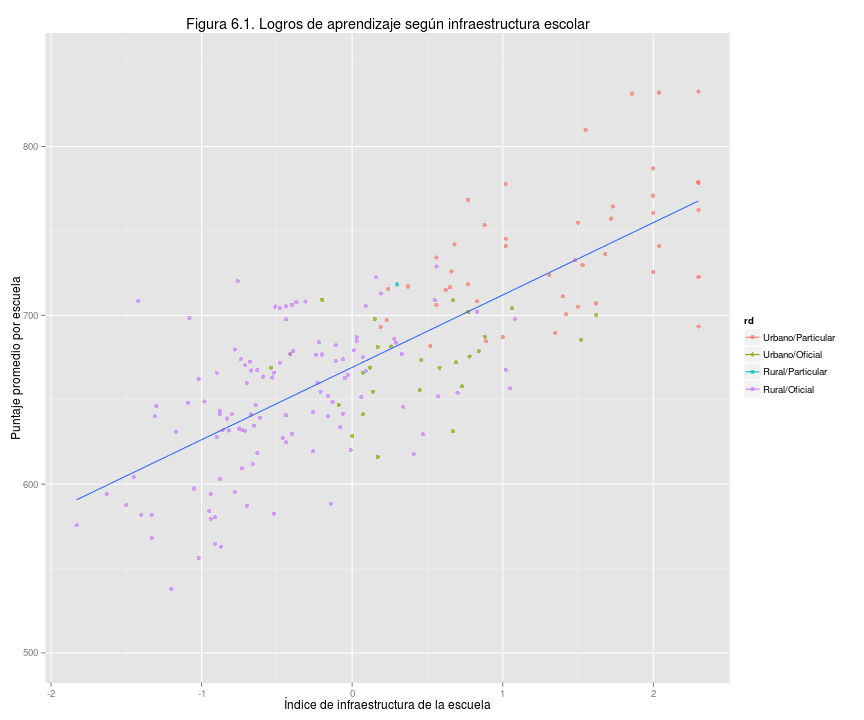 Figura 6.1. Logros de aprendizaje según infraestructura escolar
Puntaje promedio por escuela
800
700
600
500
-2
-1
0
1
2
Índice de infraestructura de la escuela
rd
Urbano/Particular
Urbano/Oficial
Rural/Particular
Rural/Oficial